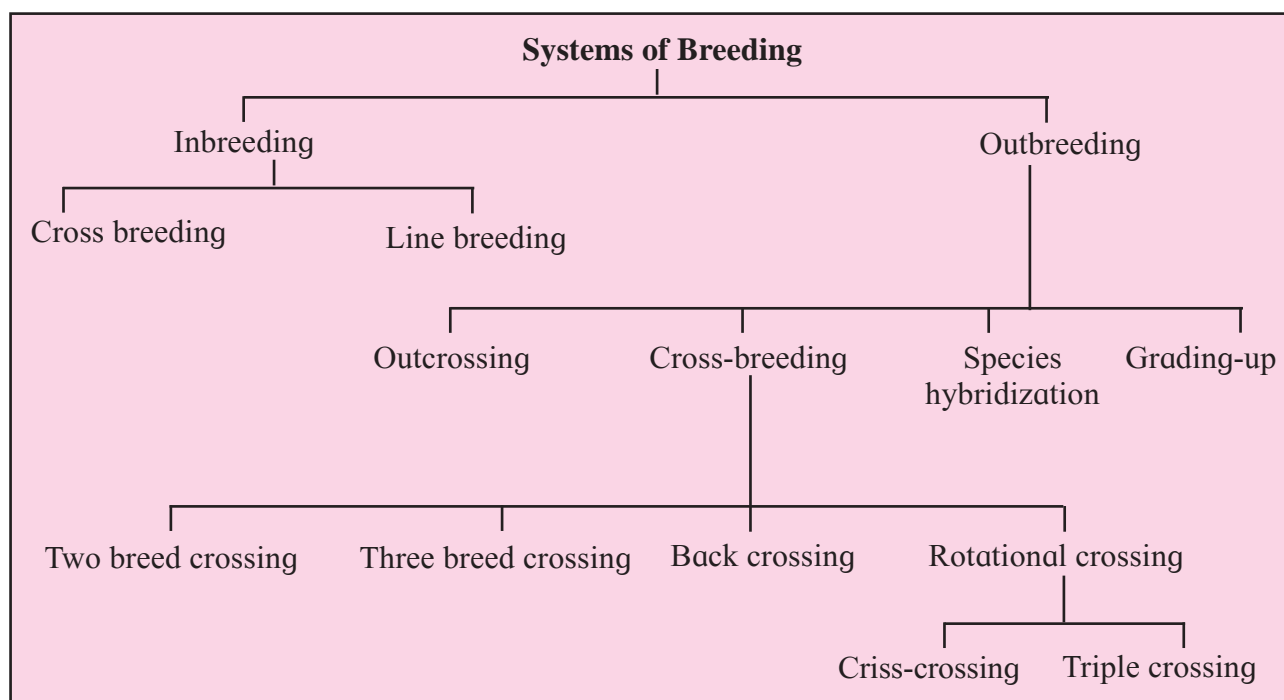 Systems of Breeding
Inbreeding
Outbreeding
Cross breeding
Line breeding
Outcrossing
Cross-breeding
Species
hybridization
Grading-up
Two breed crossing
Three breed crossing
Back crossing
Rotational crossing
Criss-crossing
Triple crossing